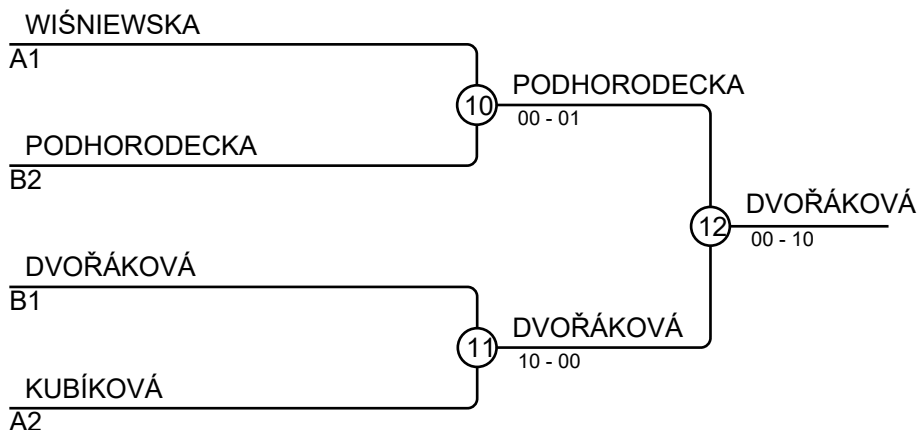 WIŚNIEWSKA
A1
10
PODHORODECKA
00 - 01
PODHORODECKA
B2
12
DVOŘÁKOVÁ
00 - 10
DVOŘÁKOVÁ
B1
11
DVOŘÁKOVÁ
10 - 00
KUBÍKOVÁ
A2